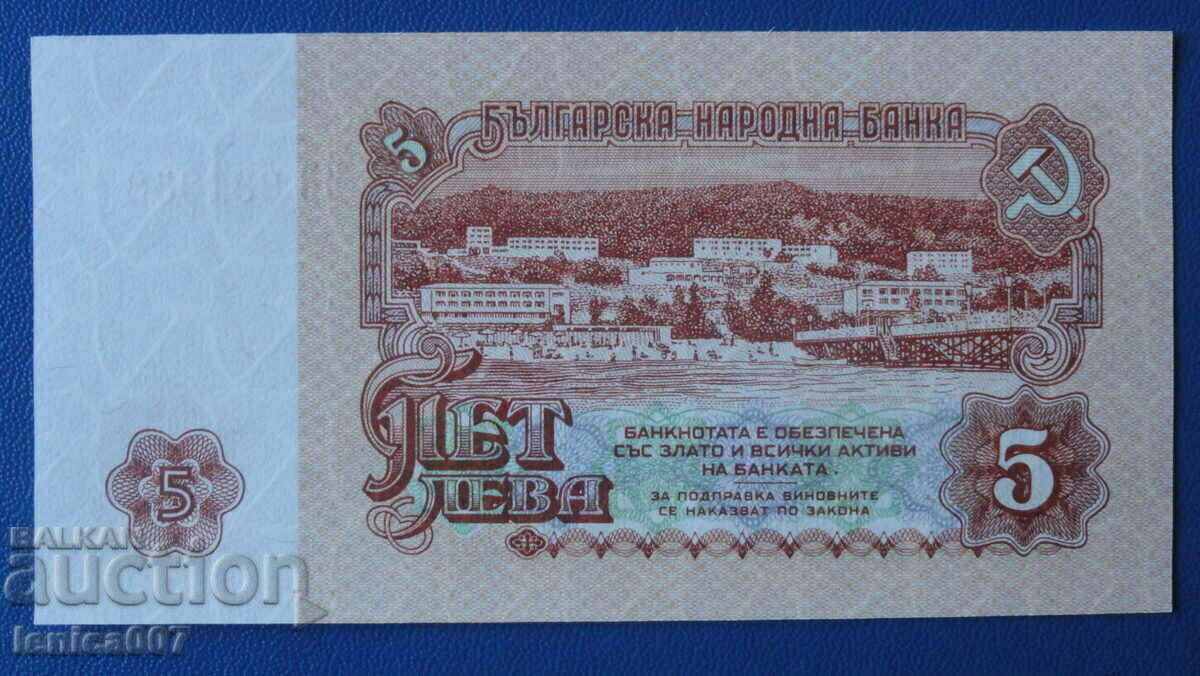 5
БЪЛГАРСКА НАРОДНА БАНКА
ПЕТ
ЛЕВА
БАНКНОТАТА Е ОБЕЗПЕЧЕНА
СЪС ЗЛАТО И ВСИЧКИ АКТИВИ
НА БАНКАТА.
ЗА ПОДПРАВКА ВИНОВНИТЕ
СЕ НАКАЗВАТ ПО ЗАКОНА
5
5
BALKAN
auction
lenica007